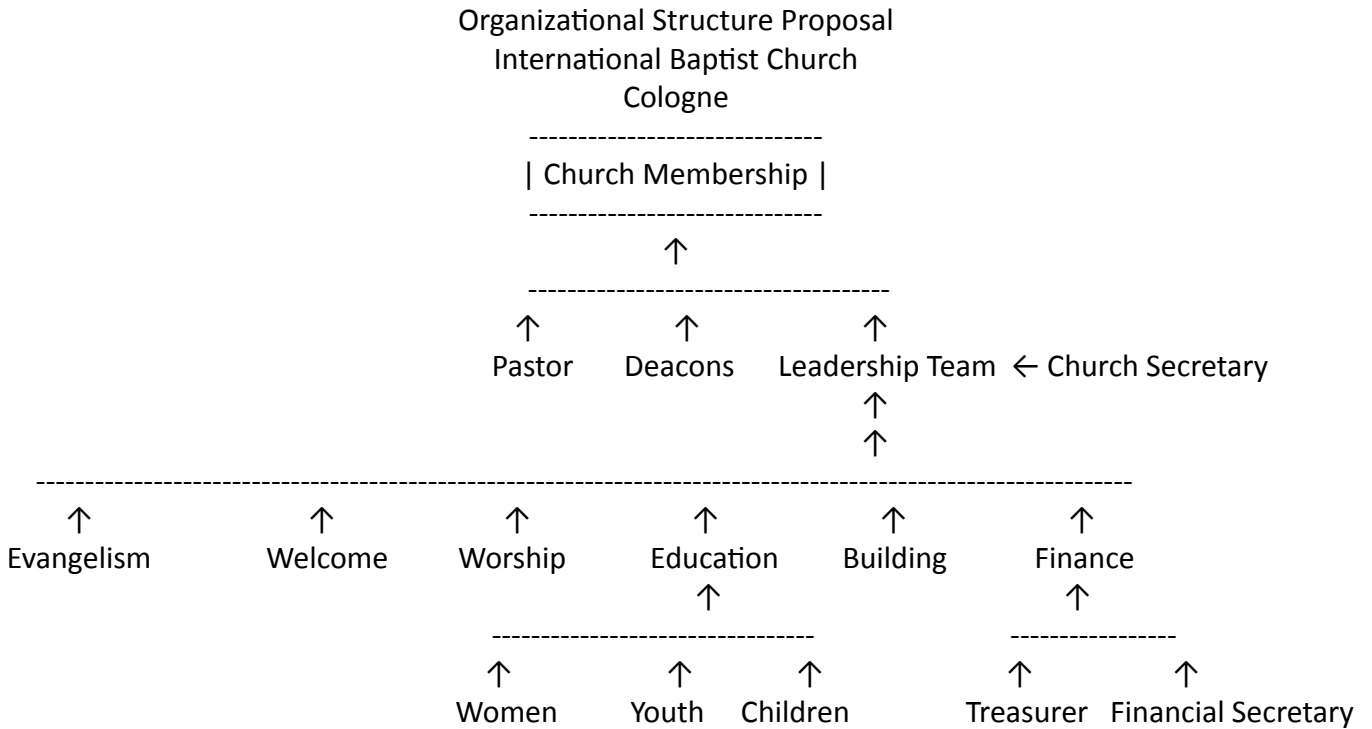 Organizational Structure Proposal
International Baptist Church
Cologne
------------------------------
| Church Membership |
------------------------------
↑
-------------------------------------
↑ ↑ ↑
Pastor Deacons Leadership Team ← Church Secretary
↑
↑
----------------------------------------------------------------------------------------------------------------
↑ ↑ ↑ ↑ ↑ ↑
Evangelism Welcome Worship Education Building Finance
↑ ↑
--------------------------------- -----------------
↑ ↑ ↑ ↑ ↑
Women Youth Children Treasurer Financial Secretary